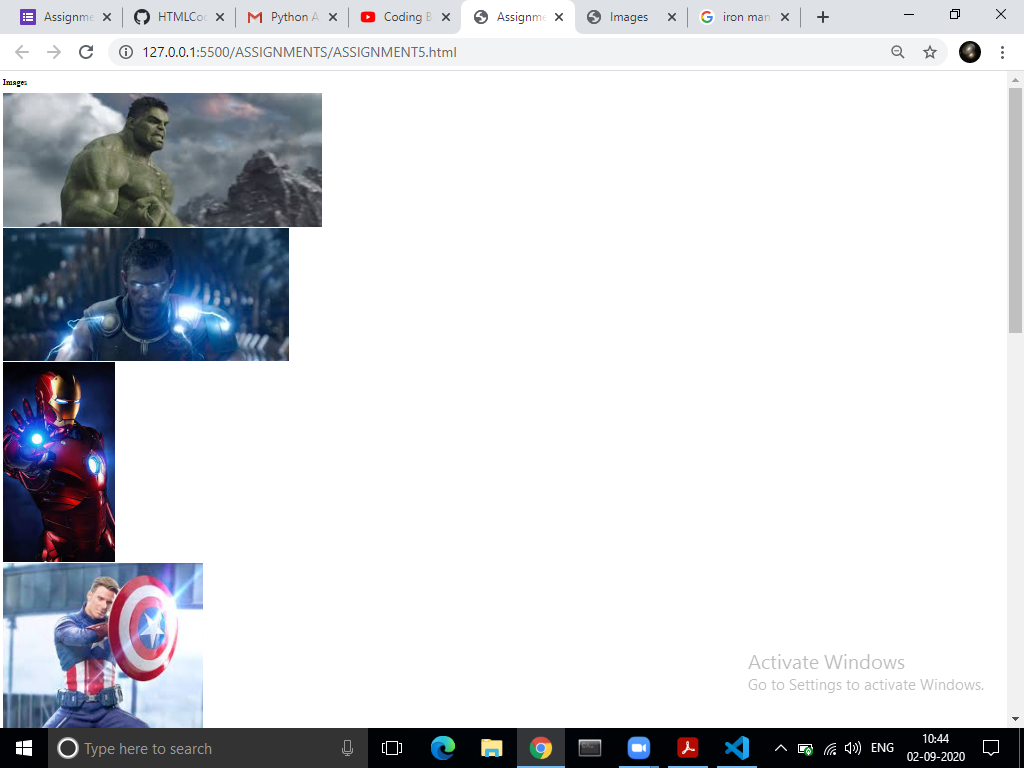 Assignme
HTMLCo
Python A
Coding B
Assignme
Images
iron man
127.0.0.1:5500/ASSIGNMENTS/ASSIGNMENT5.html
Images
Activate Windows
Go to Settings to activate Windows.
Type here to search
ENG
10:44
02-09-2020